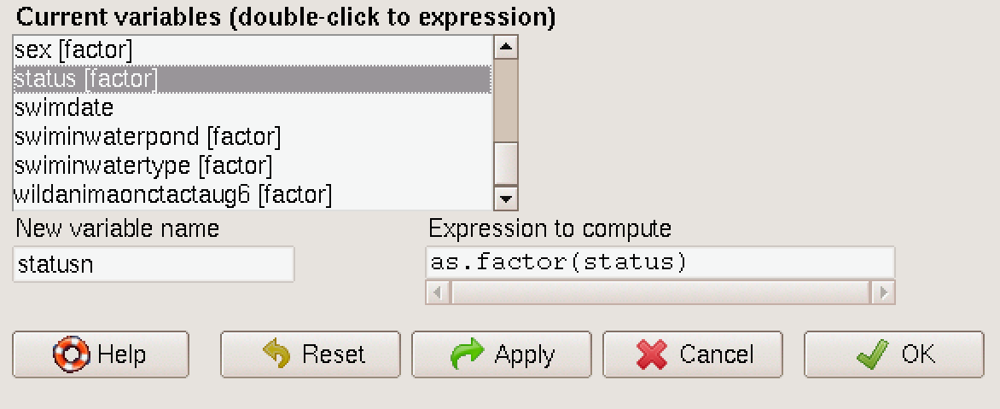 Current variables (double-click to expression)
sex [factor]
status [factor]
swimdate
swiminwaterpond [factor]
swiminwatertype [factor]
wildanimaonctactaug6 [factor]
New variable name
Expression to compute
statusn
as.factor(status)
Help
Reset
Apply
Cancel
OK